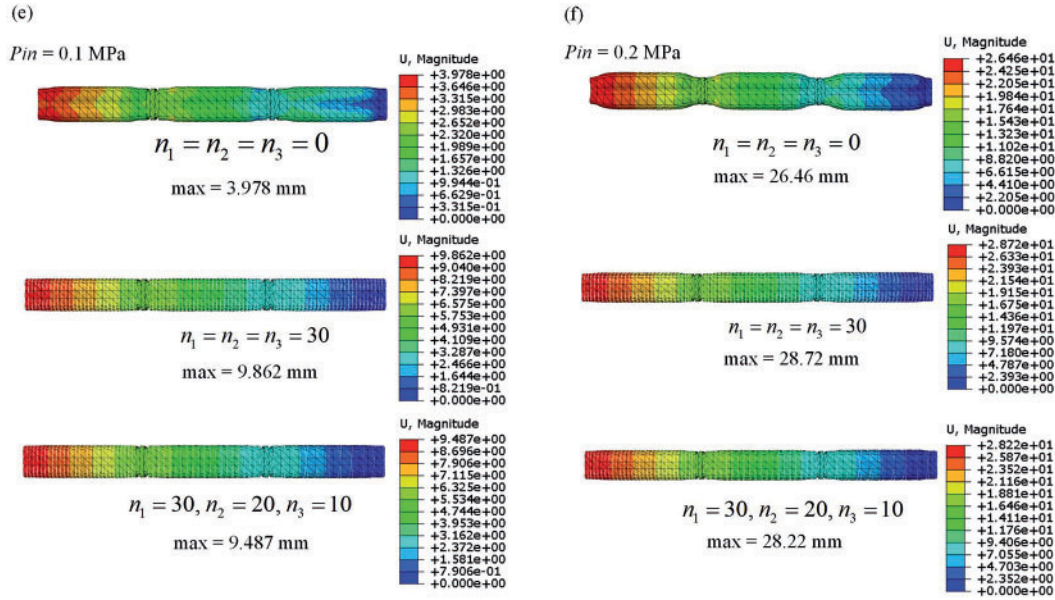 (e)
Pin = 0.1 MPa
U, Magnitude
+3.978e+00
+3.646e+00
+3.315e+00
+2.983e+00
+2.652e+00
+2.320e+00
+1.989e+00
+1.657e+00
+1.326e+00
+9.944e-01
+6.629e-01
+3.315e-01
+0.000e+00
n₁ = n₂ = n₃ = 0
max = 3.978 mm
U, Magnitude
+9.862e+00
+9.040e+00
+8.219e+00
+7.397e+00
+6.575e+00
+5.753e+00
+4.931e+00
+4.109e+00
+3.287e+00
+2.466e+00
+1.644e+00
+8.219e-01
+0.000e+00
n₁ = n₂ = n₃ = 30
max = 9.862 mm
U, Magnitude
+9.487e+00
+8.696e+00
+7.906e+00
+7.115e+00
+6.325e+00
+5.534e+00
+4.744e+00
+3.953e+00
+3.162e+00
+2.372e+00
+1.581e+00
+7.906e-01
+0.000e+00
n₁ = 30, n₂ = 20, n₃ = 10
max = 9.487 mm
(f)
Pin = 0.2 MPa
U, Magnitude
+2.646e+01
+2.425e+01
+2.205e+01
+1.984e+01
+1.764e+01
+1.543e+01
+1.323e+01
+1.102e+01
+8.820e+00
+6.615e+00
+4.410e+00
+2.205e+00
+0.000e+00
n₁ = n₂ = n₃ = 0
max = 26.46 mm
U, Magnitude
+2.872e+01
+2.633e+01
+2.393e+01
+2.154e+01
+1.915e+01
+1.675e+01
+1.436e+01
+1.197e+01
+9.574e+00
+7.180e+00
+4.787e+00
+2.393e+00
+0.000e+00
n₁ = n₂ = n₃ = 30
max = 28.72 mm
U, Magnitude
+2.822e+01
+2.587e+01
+2.352e+01
+2.116e+01
+1.881e+01
+1.646e+01
+1.411e+01
+1.176e+01
+9.406e+00
+7.055e+00
+4.703e+00
+2.352e+00
+0.000e+00
n₁ = 30, n₂ = 20, n₃ = 10
max = 28.22 mm